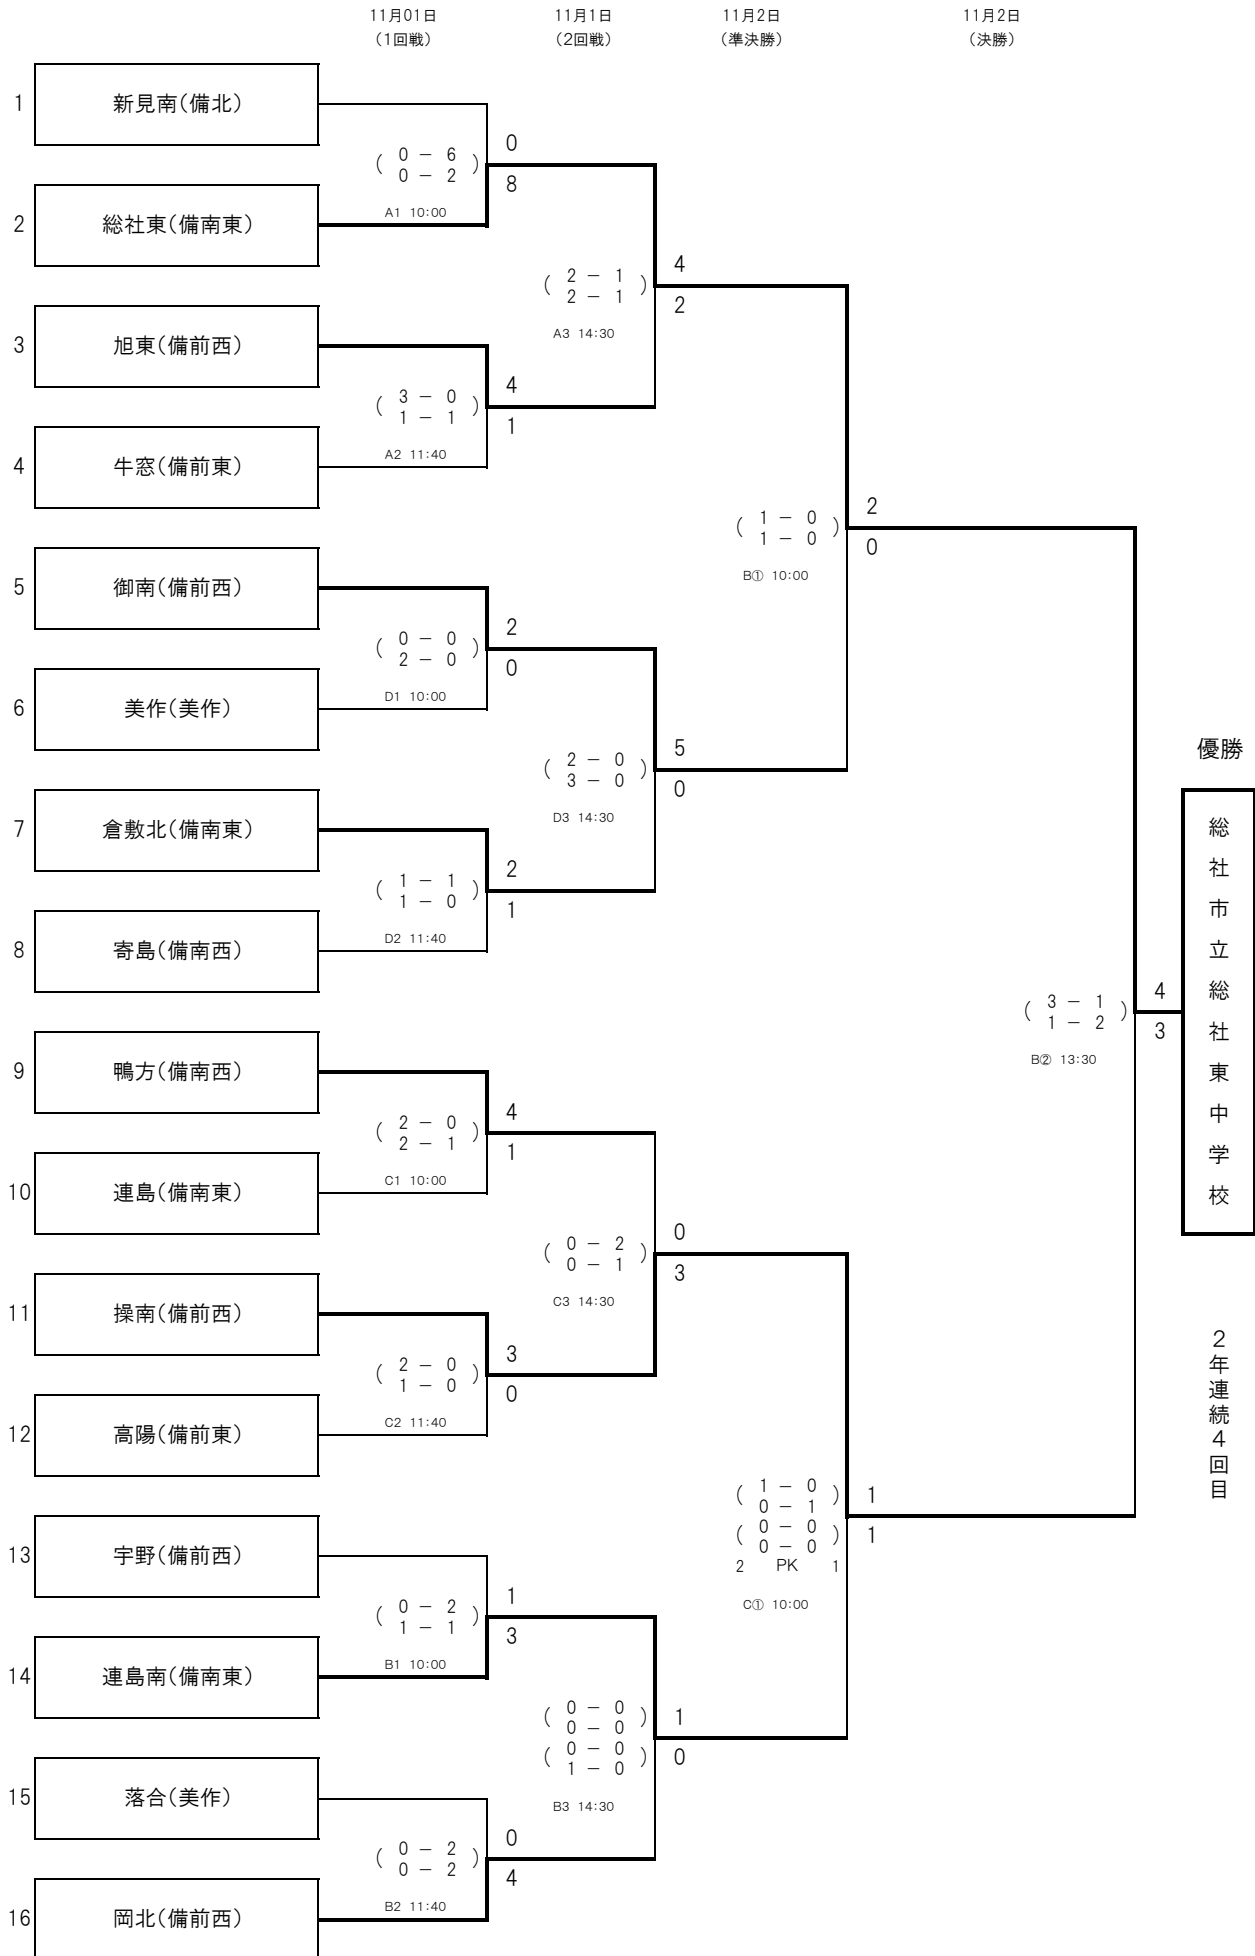 11月01日 11月1日 11月2日 11月2日
(1回戦) (2回戦) (準決勝) (決勝)
1 新見南(備北)
0
( 0 − 6 )
0 − 2
8
A1 10:00
2 総社東(備南東)
4
( 2 − 1 )
2 − 1
2
A3 14:30
3 旭東(備前西)
4
( 3 − 0 )
1 − 1
1
A2 11:40
4 牛窓(備前東)
2
( 1 − 0 )
1 − 0
0
B① 10:00
5 御南(備前西)
2
( 0 − 0 )
2 − 0
0
D1 10:00
6 美作(美作)
5
( 2 − 0 )
3 − 0
0
D3 14:30
7 倉敷北(備南東)
2
( 1 − 1 )
1 − 0
1
D2 11:40
8 寄島(備南西)
優勝
総社市立総社東中学校
4
( 3 − 1 )
1 − 2
3
B② 13:30
9 鴨方(備南西)
4
( 2 − 0 )
2 − 1
1
C1 10:00
10 連島(備南東)
0
( 0 − 2 )
0 − 1
3
C3 14:30
11 操南(備前西)
3
( 2 − 0 )
1 − 0
0
C2 11:40
12 高陽(備前東)
2年連続4回目
1
( 1 − 0 )
0 − 1
( 0 − 0 )
0 − 0
1
2 PK 1
C① 10:00
13 宇野(備前西)
1
( 0 − 2 )
1 − 1
3
B1 10:00
14 連島南(備南東)
1
( 0 − 0 )
0 − 0
( 0 − 0 )
1 − 0
0
B3 14:30
15 落合(美作)
0
( 0 − 2 )
0 − 2
4
B2 11:40
16 岡北(備前西)